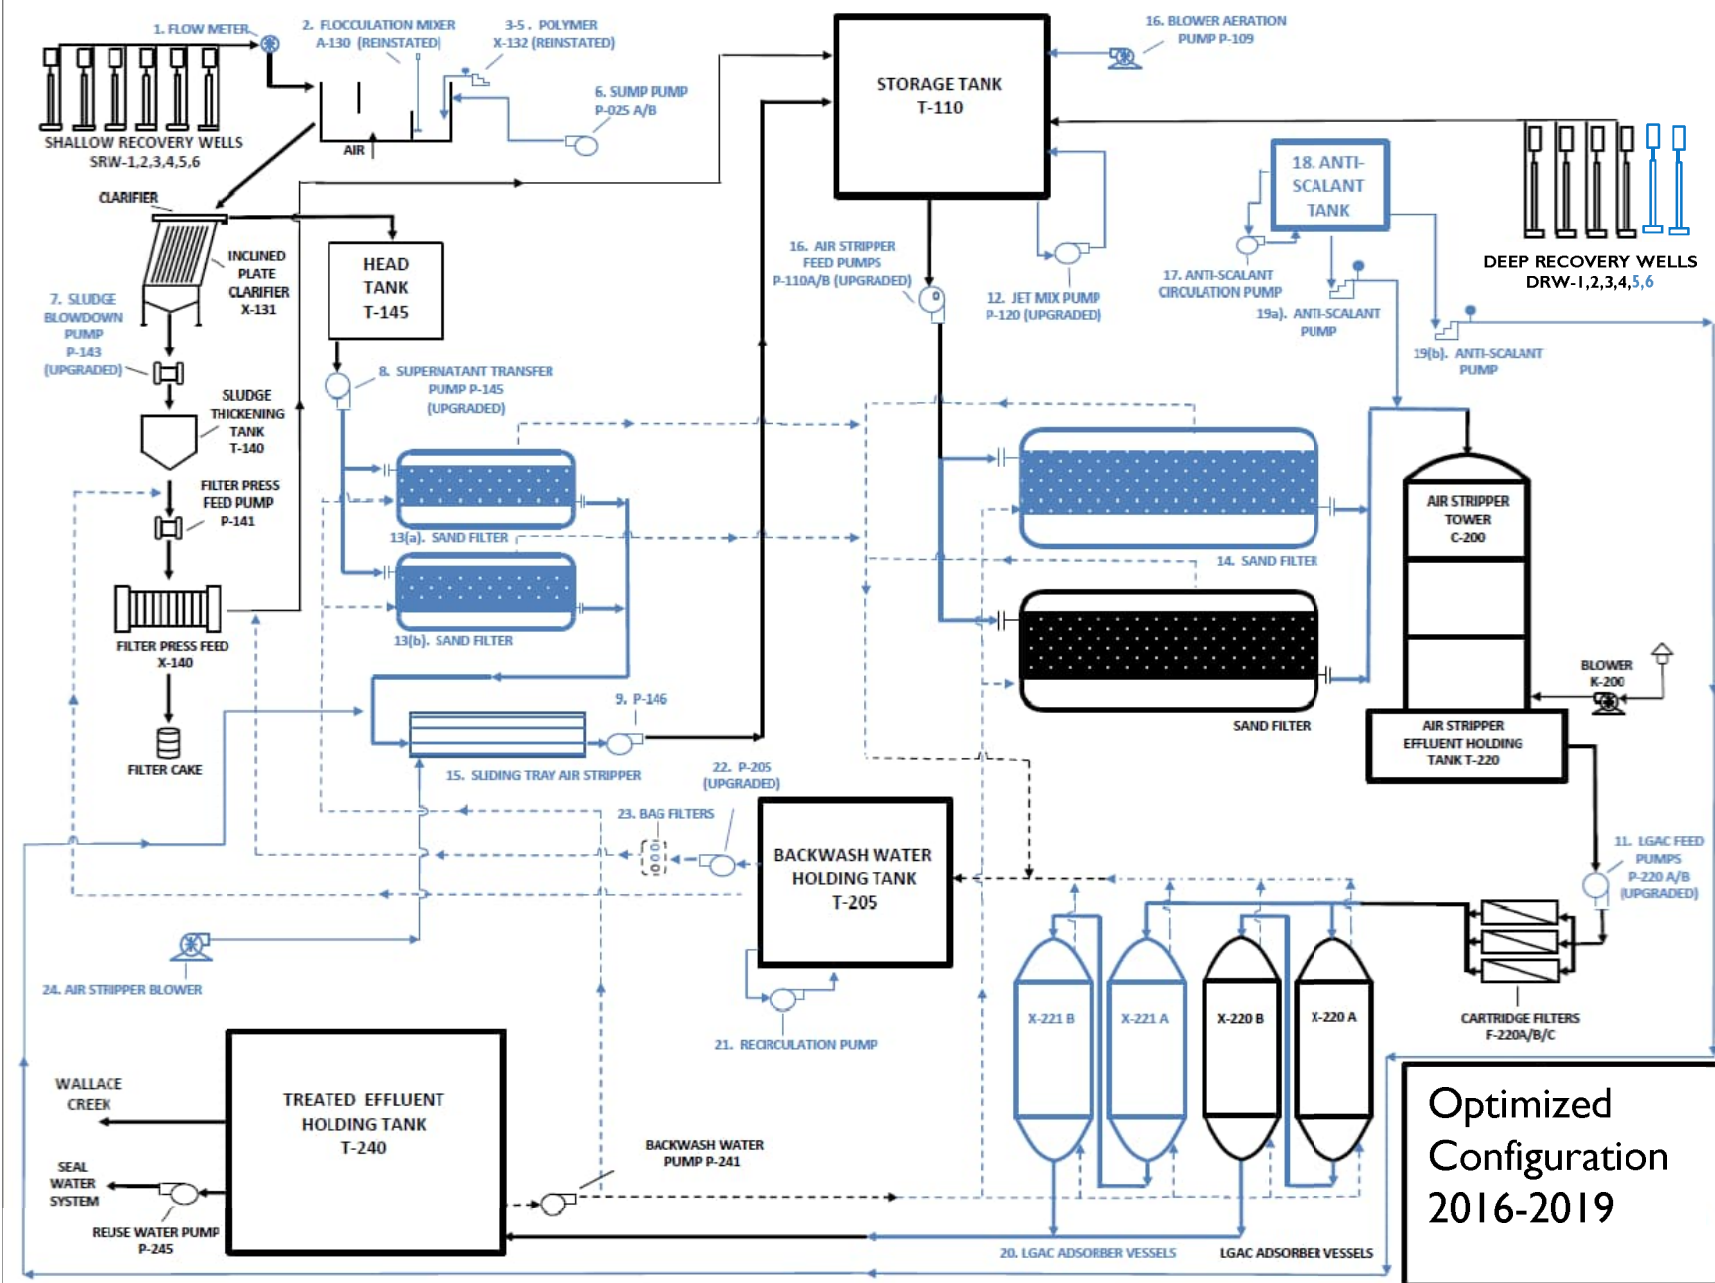 1. FLOW METER
2. FLOCCULATION MIXER
A-130 (REINSTATED)
3-5. POLYMER
X-132 (REINSTATED)
6. SUMP PUMP
P-025 A/B
SHALLOW RECOVERY WELLS
SRW-1,2,3,4,5,6
AIR
STORAGE TANK
T-110
16. BLOWER AERATION
PUMP P-109
18. ANTI-
SCALANT
TANK
DEEP RECOVERY WELLS
DRW-1,2,3,4,5,6
CLARIFIER
INCLINED
PLATE
CLARIFIER
X-131
HEAD
TANK
T-145
7. SLUDGE
BLOWDOWN
PUMP
P-143
(UPGRADED)
16. AIR STRIPPER
FEED PUMPS
P-110A/B (UPGRADED)
12. JET MIX PUMP
P-120 (UPGRADED)
17. ANTI-SCALANT
CIRCULATION PUMP
19a). ANTI-SCALANT
PUMP
19(b). ANTI-SCALANT
PUMP
8. SUPERNATANT TRANSFER
PUMP P-145
(UPGRADED)
SLUDGE
THICKENING
TANK
T-140
FILTER PRESS
FEED PUMP
P-141
13(a). SAND FILTER
13(b). SAND FILTER
14. SAND FILTER
SAND FILTER
AIR STRIPPER
TOWER
C-200
FILTER PRESS FEED
X-140
FILTER CAKE
BLOWER
K-200
AIR STRIPPER
EFFLUENT HOLDING
TANK T-220
9. P-146
15. SLIDING TRAY AIR STRIPPER
22. P-205
(UPGRADED)
23. BAG FILTERS
BACKWASH WATER
HOLDING TANK
T-205
11. LGAC FEED
PUMPS
P-220 A/B
(UPGRADED)
24. AIR STRIPPER BLOWER
21. RECIRCULATION PUMP
X-221 B
X-221 A
X-220 B
X-220 A
CARTRIDGE FILTERS
F-220A/B/C
WALLACE
CREEK
TREATED EFFLUENT
HOLDING TANK
T-240
SEAL
WATER
SYSTEM
REUSE WATER PUMP
P-245
BACKWASH WATER
PUMP P-241
20. LGAC ADSORBER VESSELS
LGAC ADSORBER VESSELS
Optimized
Configuration
2016-2019